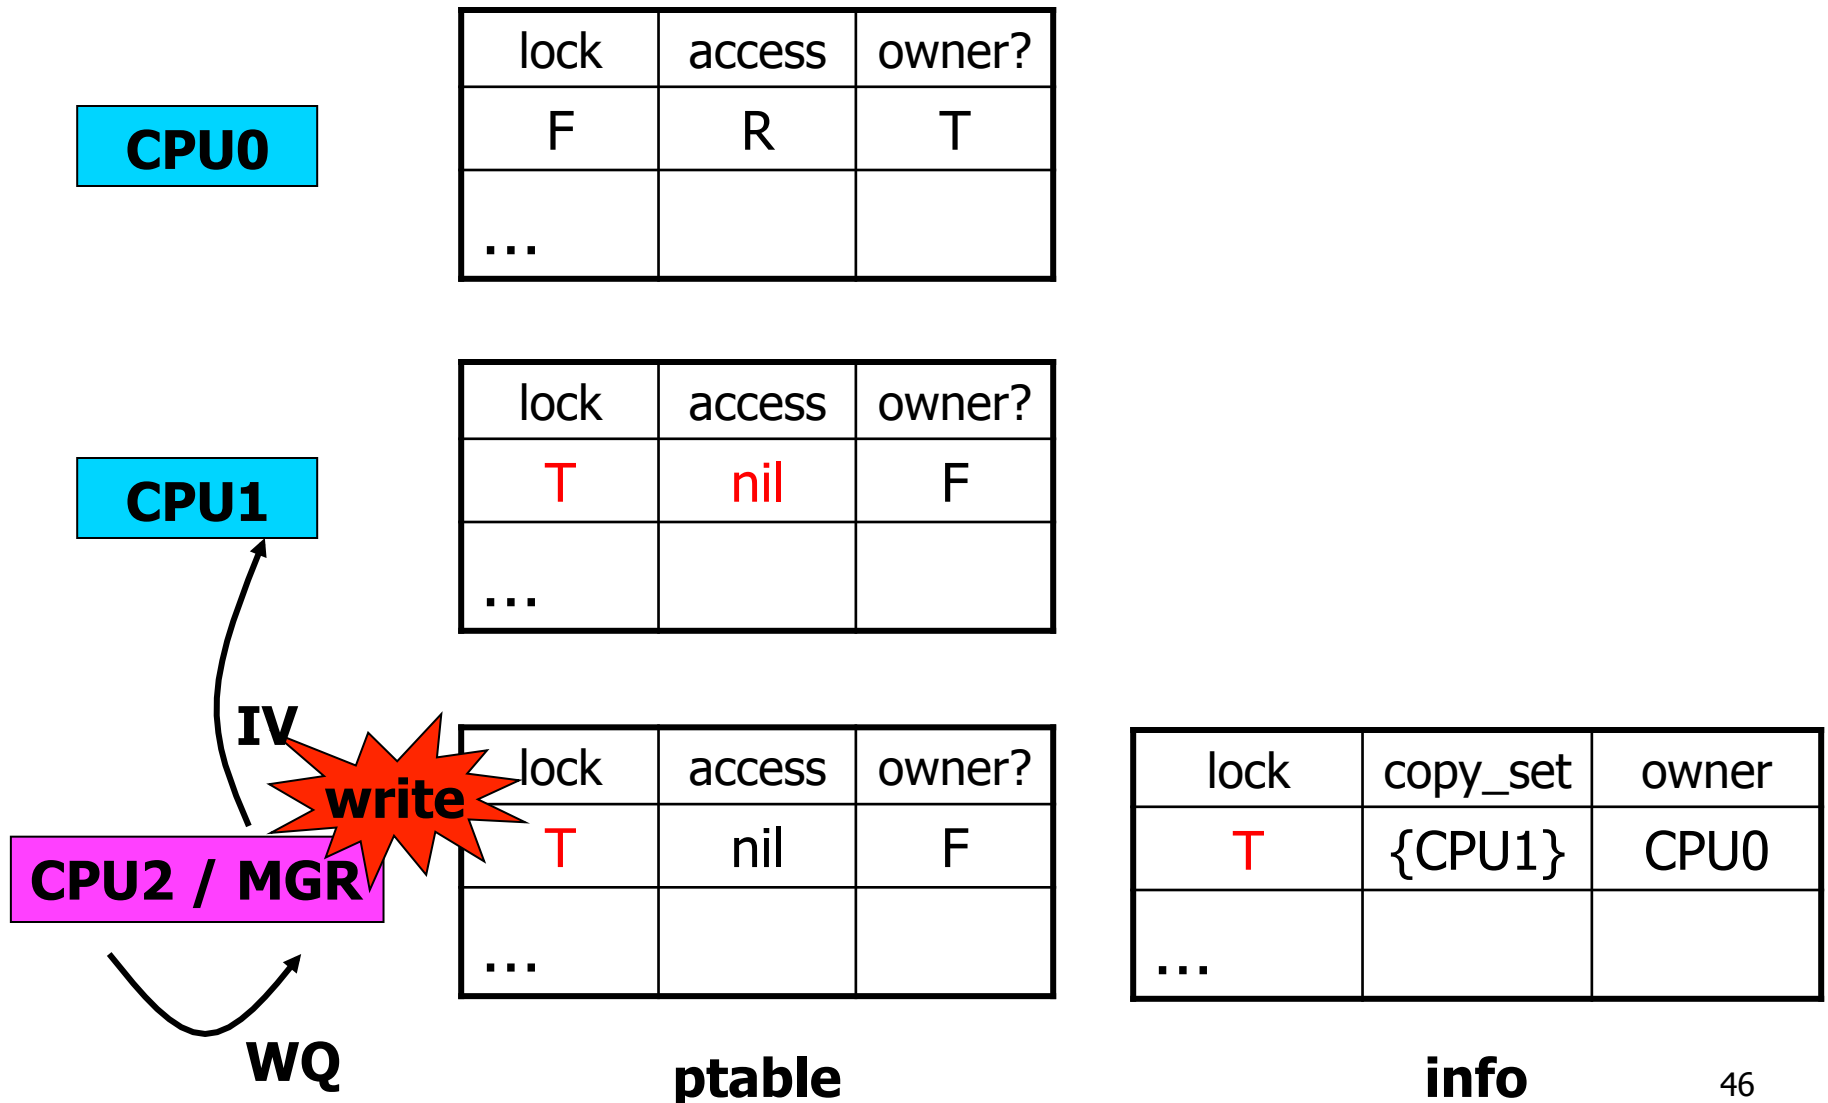 lock access owner?
CPU0 F R T
...
lock access owner?
CPU1 T nil F
...
IV
write lock access owner? lock copy_set owner
CPU2 / MGR T nil F T {CPU1} CPU0
... ...
WQ ptable info 46